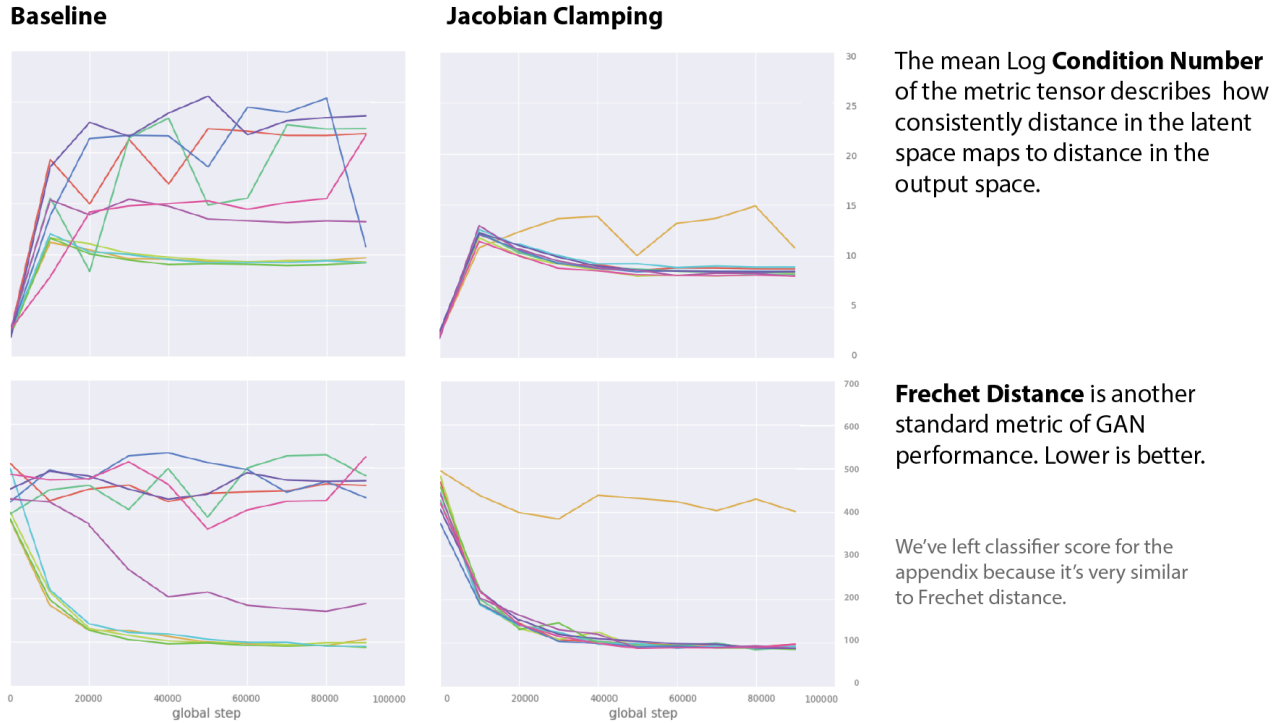 Baseline
Jacobian Clamping
30
25
20
15
10
5
0
The mean Log Condition Number
of the metric tensor describes how
consistently distance in the latent
space maps to distance in the
output space.
700
600
500
400
300
200
100
0
Frechet Distance is another
standard metric of GAN
performance. Lower is better.
We've left classifier score for the
appendix because it's very similar
to Frechet distance.
0 20000 40000 60000 80000 100000
global step
0 20000 40000 60000 80000 100000
global step